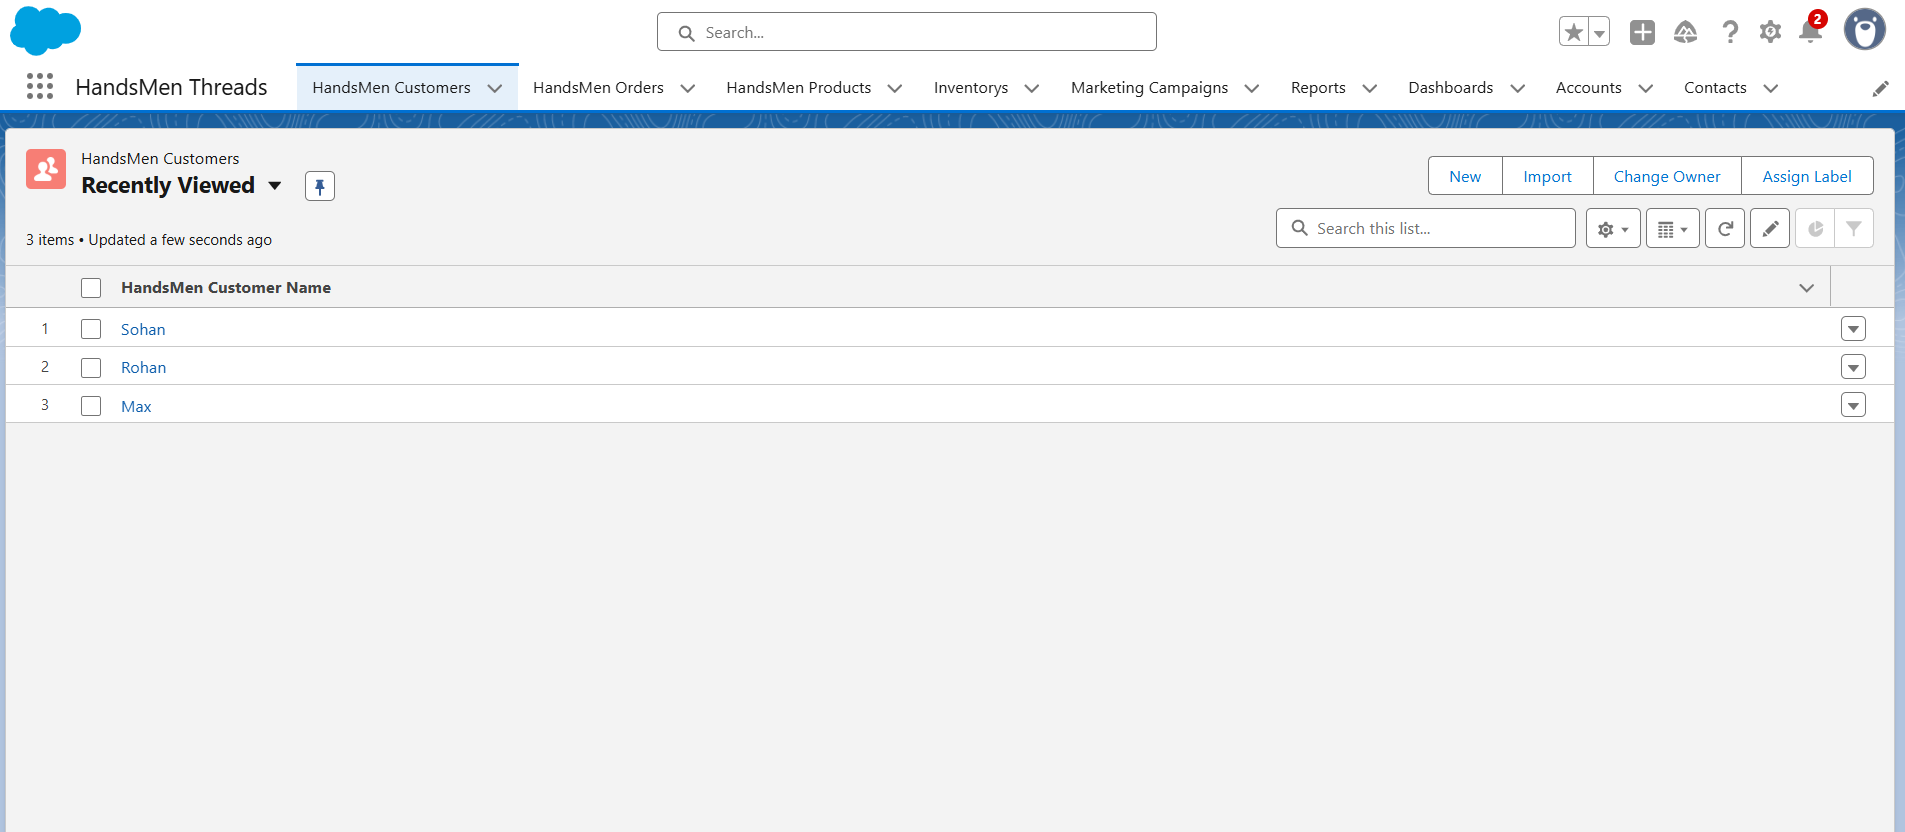 Search...
2
HandsMen Threads
HandsMen Customers
HandsMen Orders
HandsMen Products
Inventorys
Marketing Campaigns
Reports
Dashboards
Accounts
Contacts
HandsMen Customers
Recently Viewed
New
Import
Change Owner
Assign Label
3 items • Updated a few seconds ago
Search this list...
HandsMen Customer Name
1 Sohan
2 Rohan
3 Max